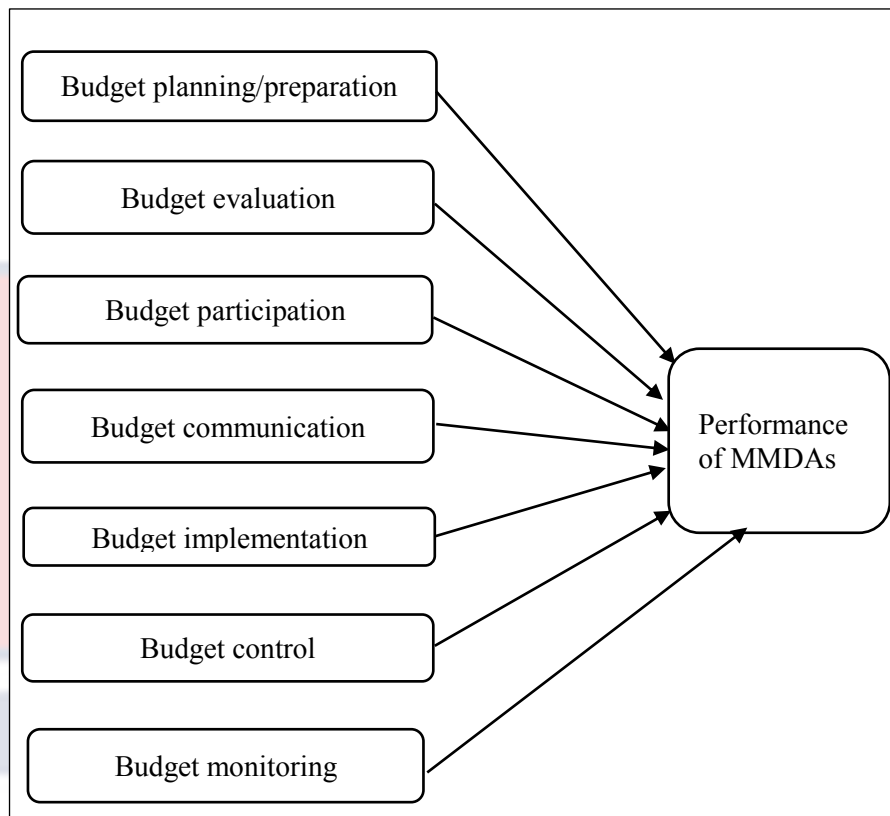 Budget planning/preparation
Budget evaluation
Budget participation
Budget communication
Budget implementation
Budget control
Budget monitoring
Performance
of MMDAs